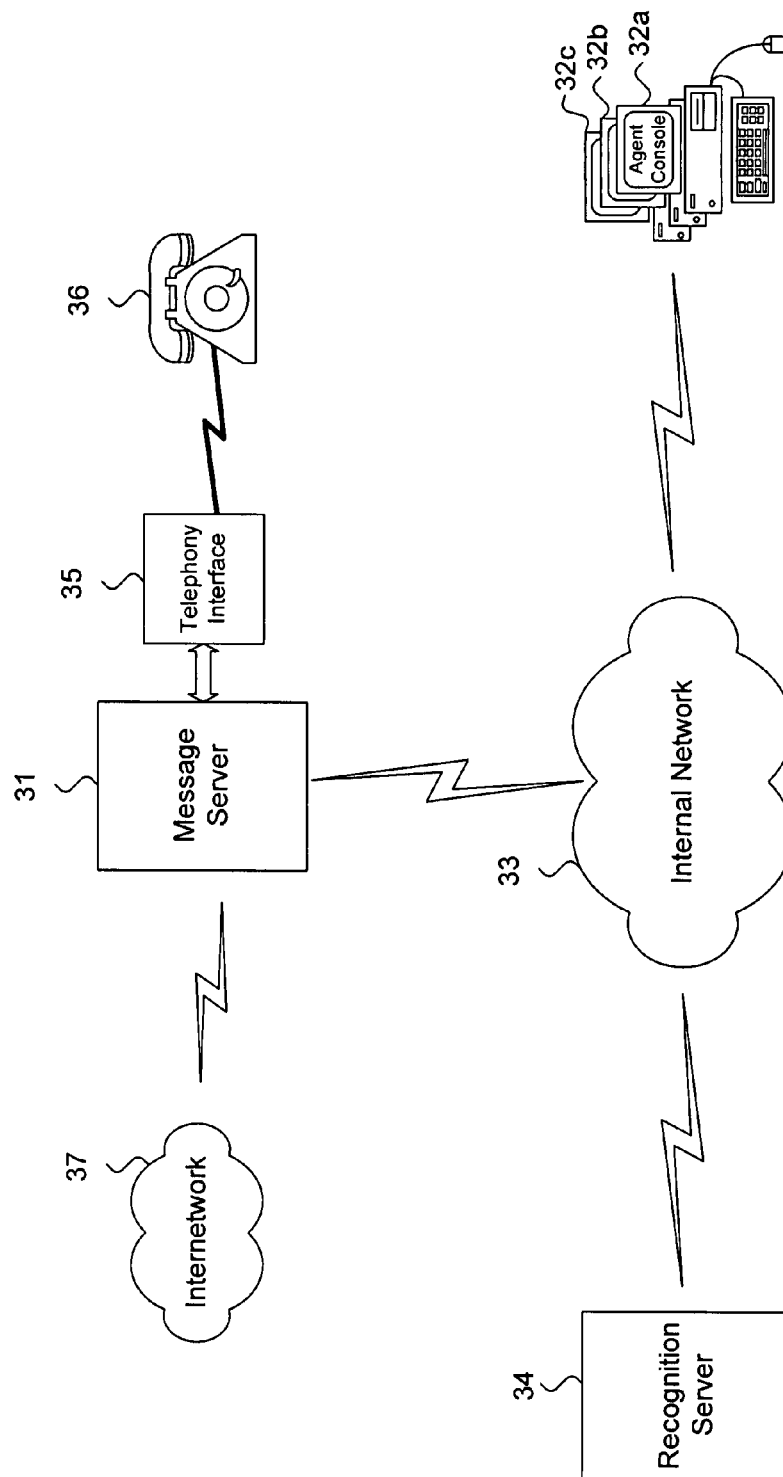 37
Internetwork
31
Message
Server
35
Telephony
Interface
36
34
Recognition
Server
33
Internal Network
32c
32b
32a
Agent
Console